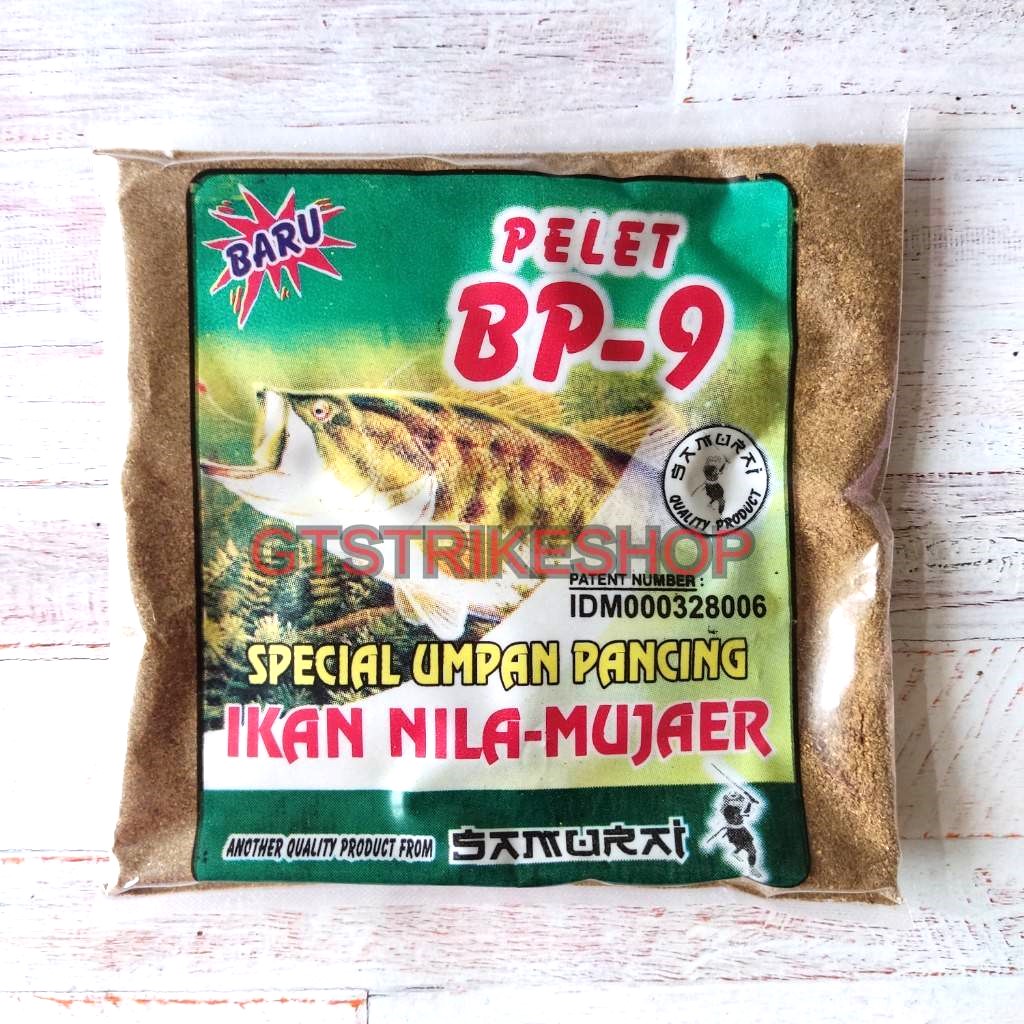 BARU
PELET
BP-9
SAMURAI
QUALITY PRODUCT
GTSTRIKESHOP
PATENT NUMBER :
IDM000328006
SPECIAL UMPAN PANCING
IKAN NILA-MUJAER
ANOTHER QUALITY PRODUCT FROM SAMURAI